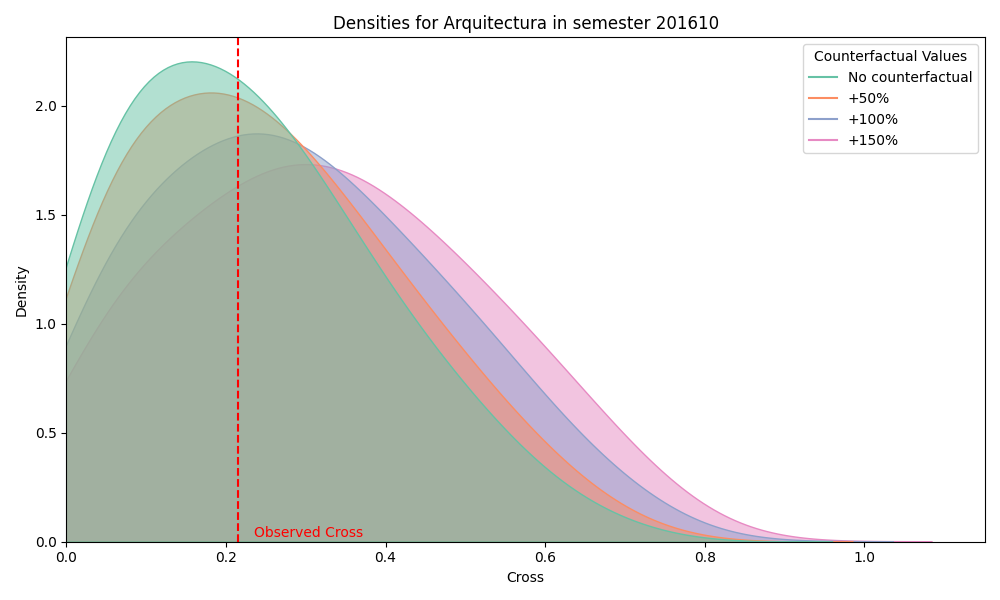 Densities for Arquitectura in semester 201610
Counterfactual Values
No counterfactual
+50%
+100%
+150%
Density
2.0
1.5
1.0
0.5
0.0
Observed Cross
0.0 0.2 0.4 0.6 0.8 1.0
Cross